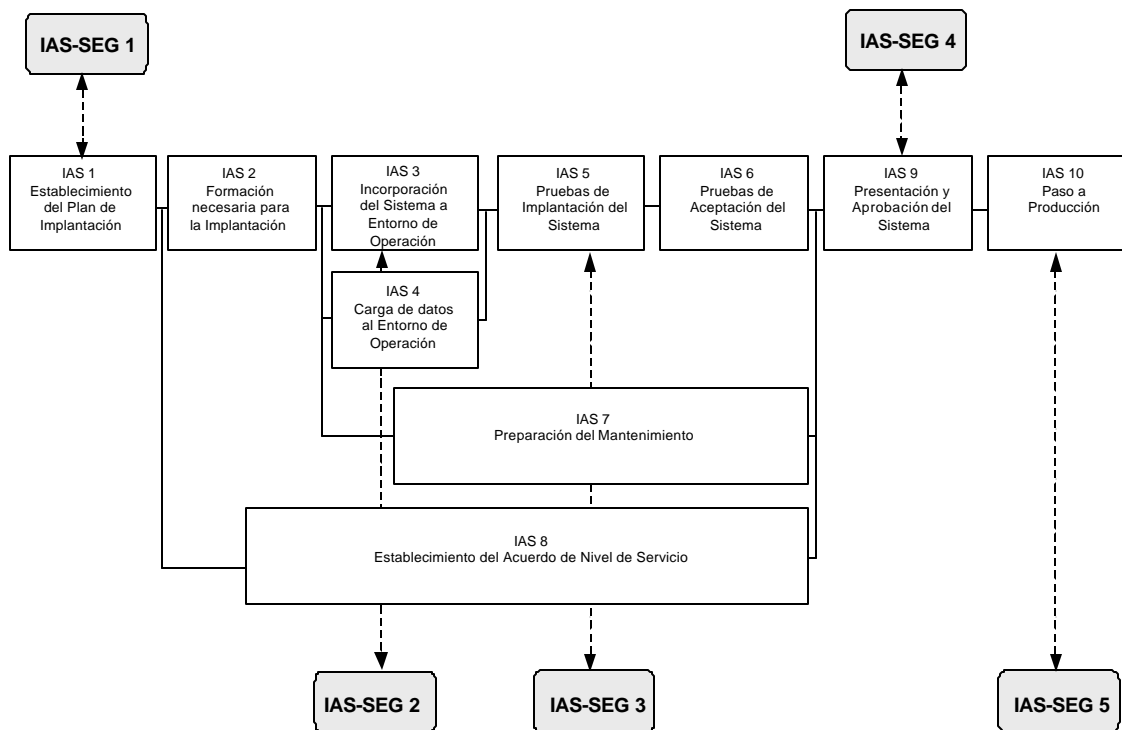 IAS-SEG 1
IAS-SEG 4
IAS 1
Establecimiento
del Plan de
Implantación
IAS 2
Formación
necesaria para
la Implantación
IAS 3
Incorporación
del Sistema a
Entorno de
Operación
IAS 5
Pruebas de
Implantación del
Sistema
IAS 6
Pruebas de
Aceptación del
Sistema
IAS 9
Presentación y
Aprobación del
Sistema
IAS 10
Paso a
Producción
IAS 4
Carga de datos
al Entorno de
Operación
IAS 7
Preparación del Mantenimiento
IAS 8
Establecimiento del Acuerdo de Nivel de Servicio
IAS-SEG 2
IAS-SEG 3
IAS-SEG 5